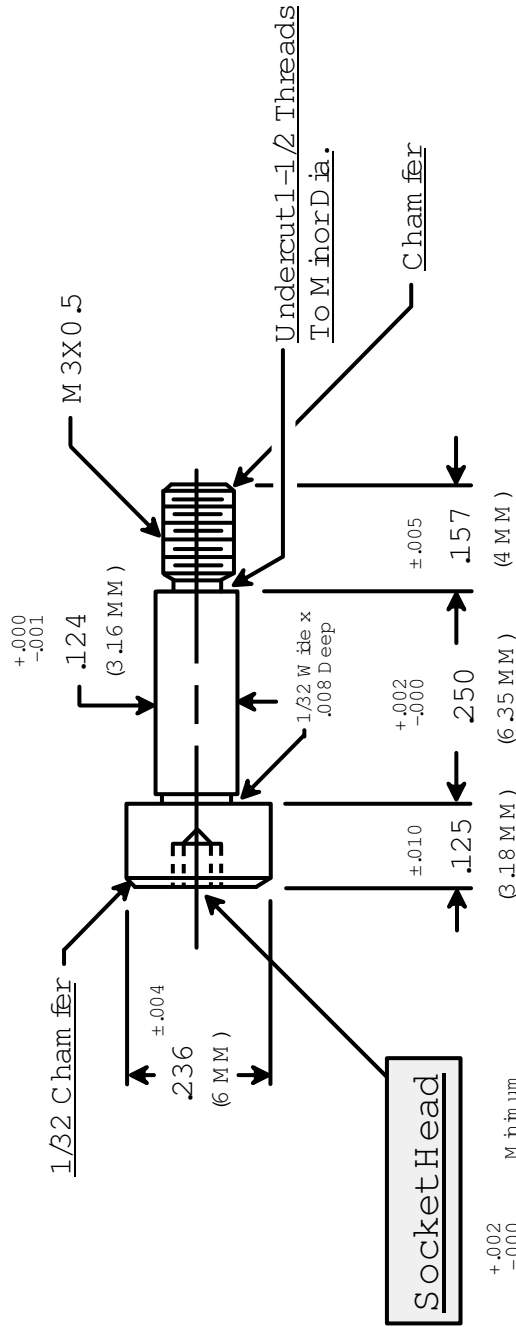 1/32 Chamfer
+.000
-.001
.124
(3.16 MM)
M3X0.5
±.004
.236
(6 MM)
1/32 Wide x
.008 Deep
Undercut 1-1/2 Threads
To Minor Dia.
Chamfer
±.010
.125
(3.18 MM)
+.002
-.000
.250
(6.35 MM)
±.005
.157
(4 MM)
Socket Head
+.002
-.000
Minimum